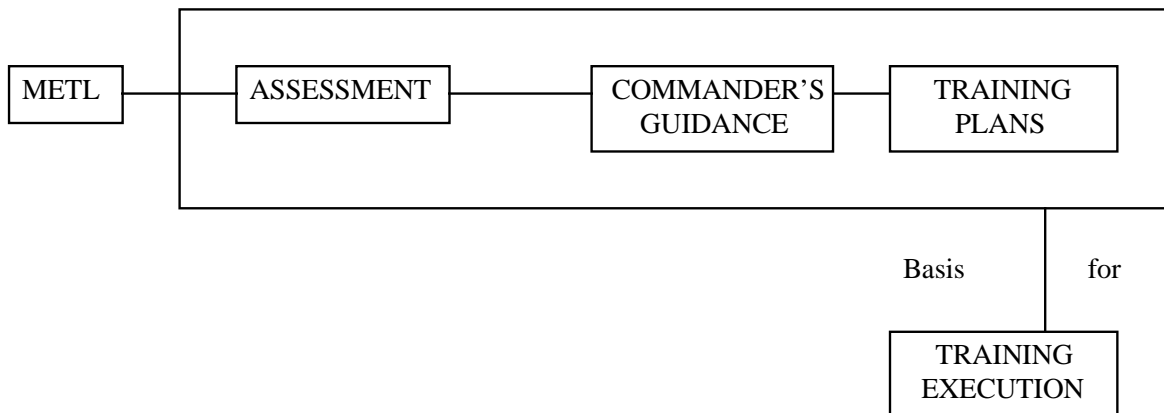 METL
ASSESSMENT
COMMANDER’S
GUIDANCE
TRAINING
PLANS
Basis for
TRAINING
EXECUTION